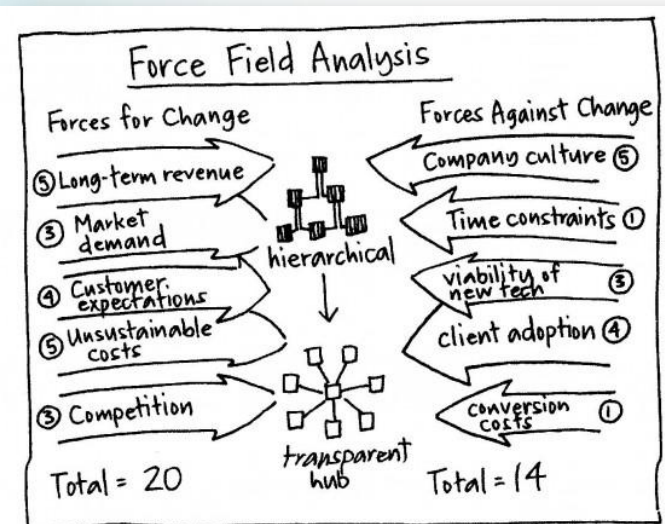 Force Field Analysis
Forces for Change
Forces Against Change
⑤ Long-term revenue
③ Market
demand
④ Customer
expectations
⑤ Unsustainable
costs
③ Competition
Total = 20
hierarchical
transparent
hub
Company culture ⑤
Time constraints ①
viability of
new tech ③
client adoption ④
conversion
costs ①
Total = 14